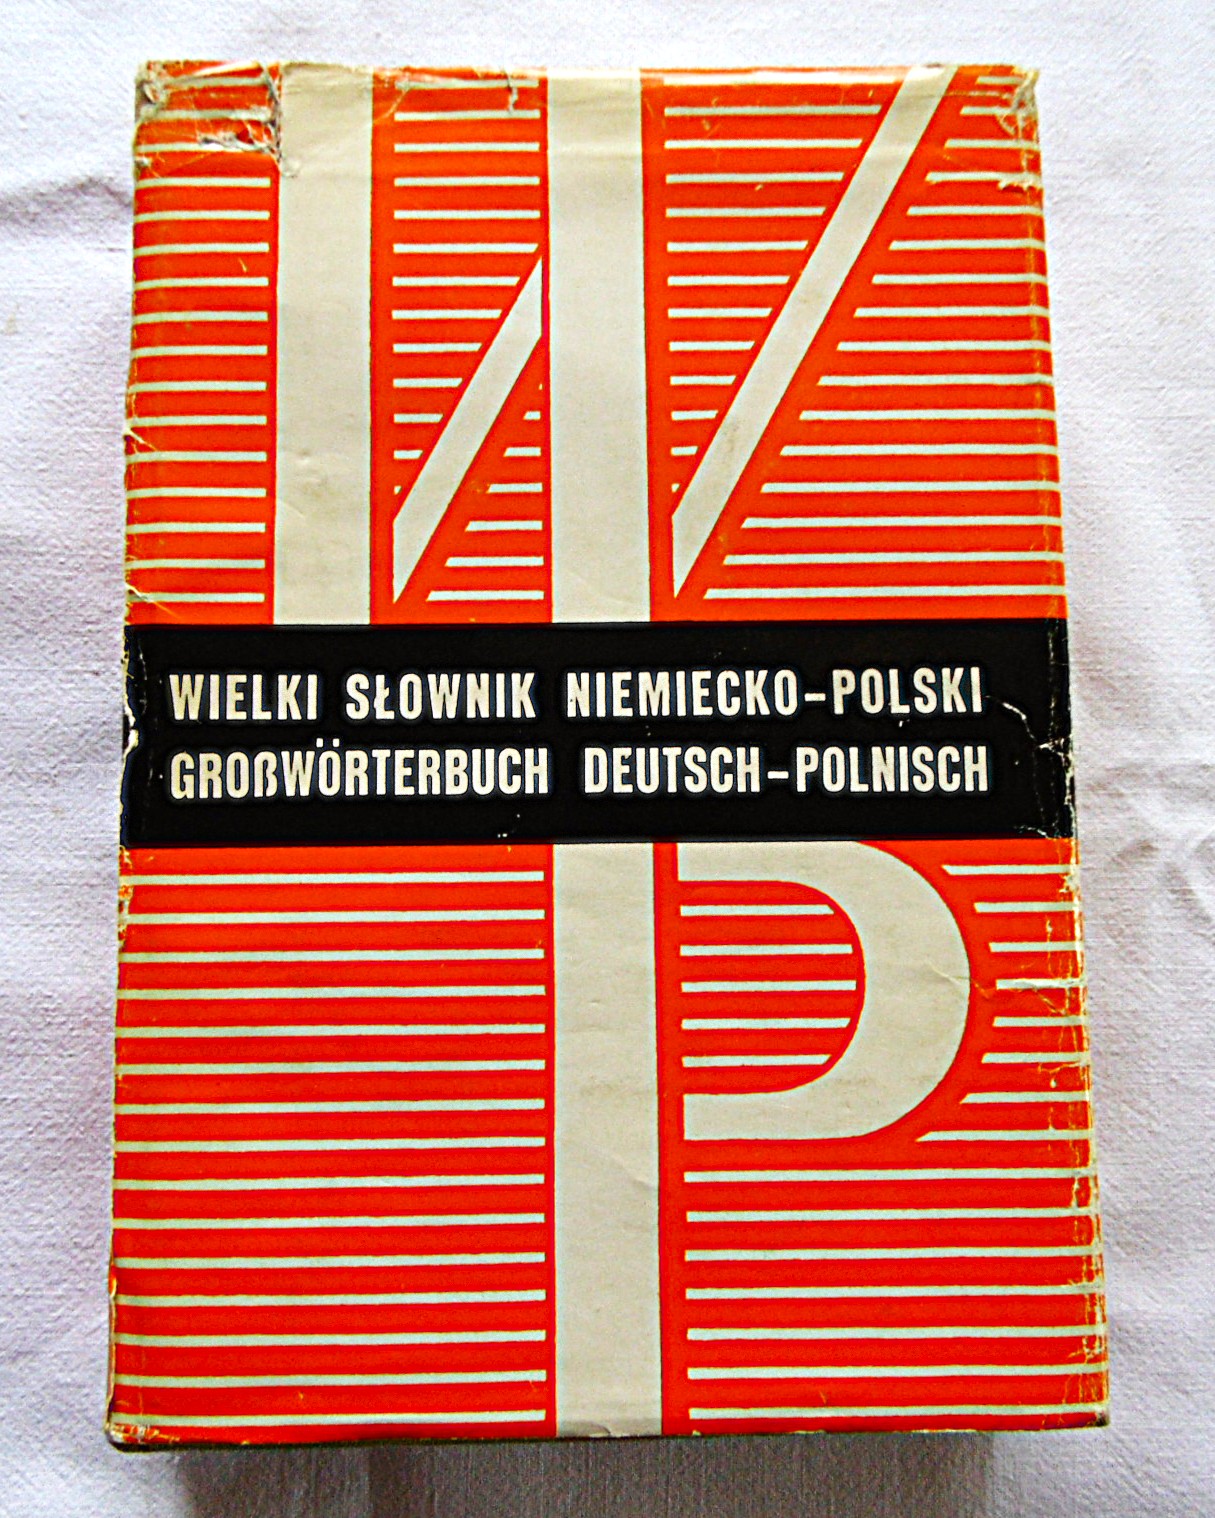 WIELKI SŁOWNIK NIEMIECKO-POLSKI
GROßWÖRTERBUCH DEUTSCH-POLNISCH